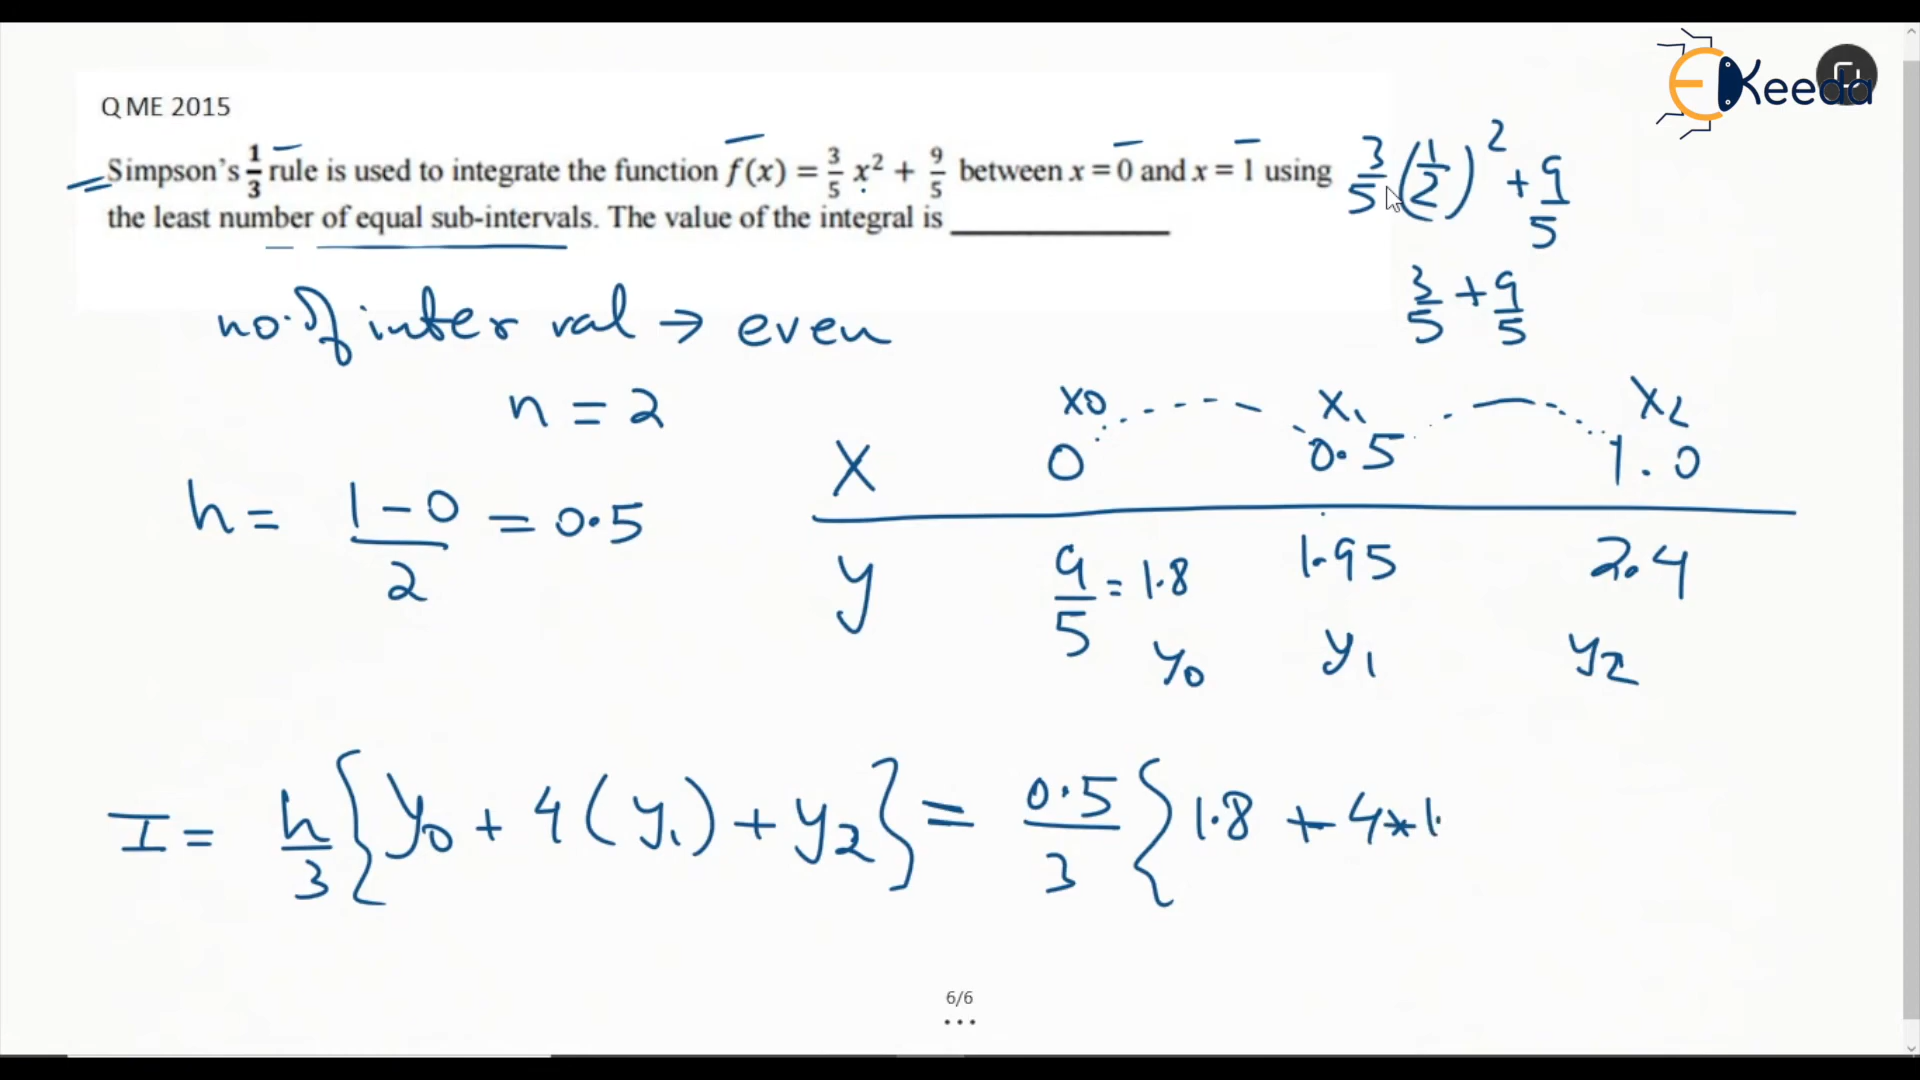 EKeeda
Q ME 2015
Simpson's 1/3 rule is used to integrate the function f(x) = 3/5 x² + 9/5 between x = 0 and x = 1 using
the least number of equal sub-intervals. The value of the integral is ____________
3/5 (1/2)² + 9/5
3/5 + 9/5
no. of inter val → even
n = 2
h = (1 - 0)/2 = 0.5
x0 x1 x2
X 0 0.5 1.0
y 9/5 = 1.8 1.95 2.4
y0 y1 y2
I = h/3 { y0 + 4 ( y1 ) + y2 } = 0.5/3 { 1.8 + 4*1.
6/6